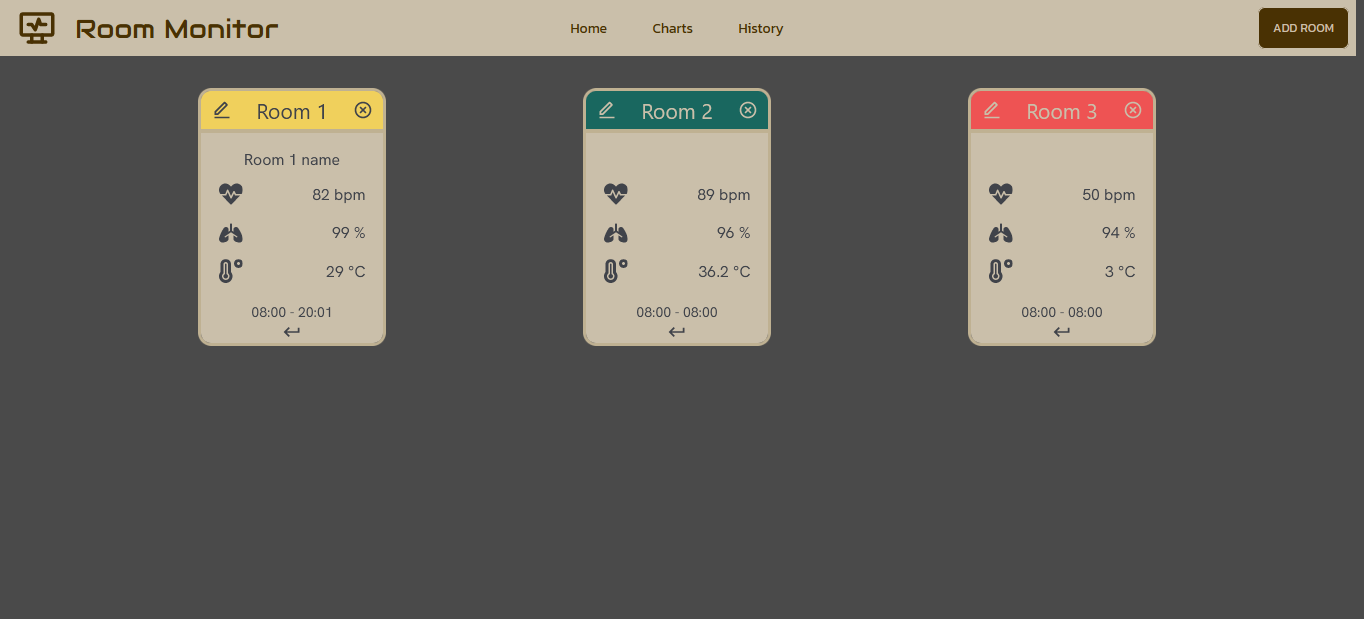 Room Monitor
Home
Charts
History
ADD ROOM
Room 1
Room 1 name
82 bpm
99 %
29 °C
08:00 - 20:01
Room 2
89 bpm
96 %
36.2 °C
08:00 - 08:00
Room 3
50 bpm
94 %
3 °C
08:00 - 08:00